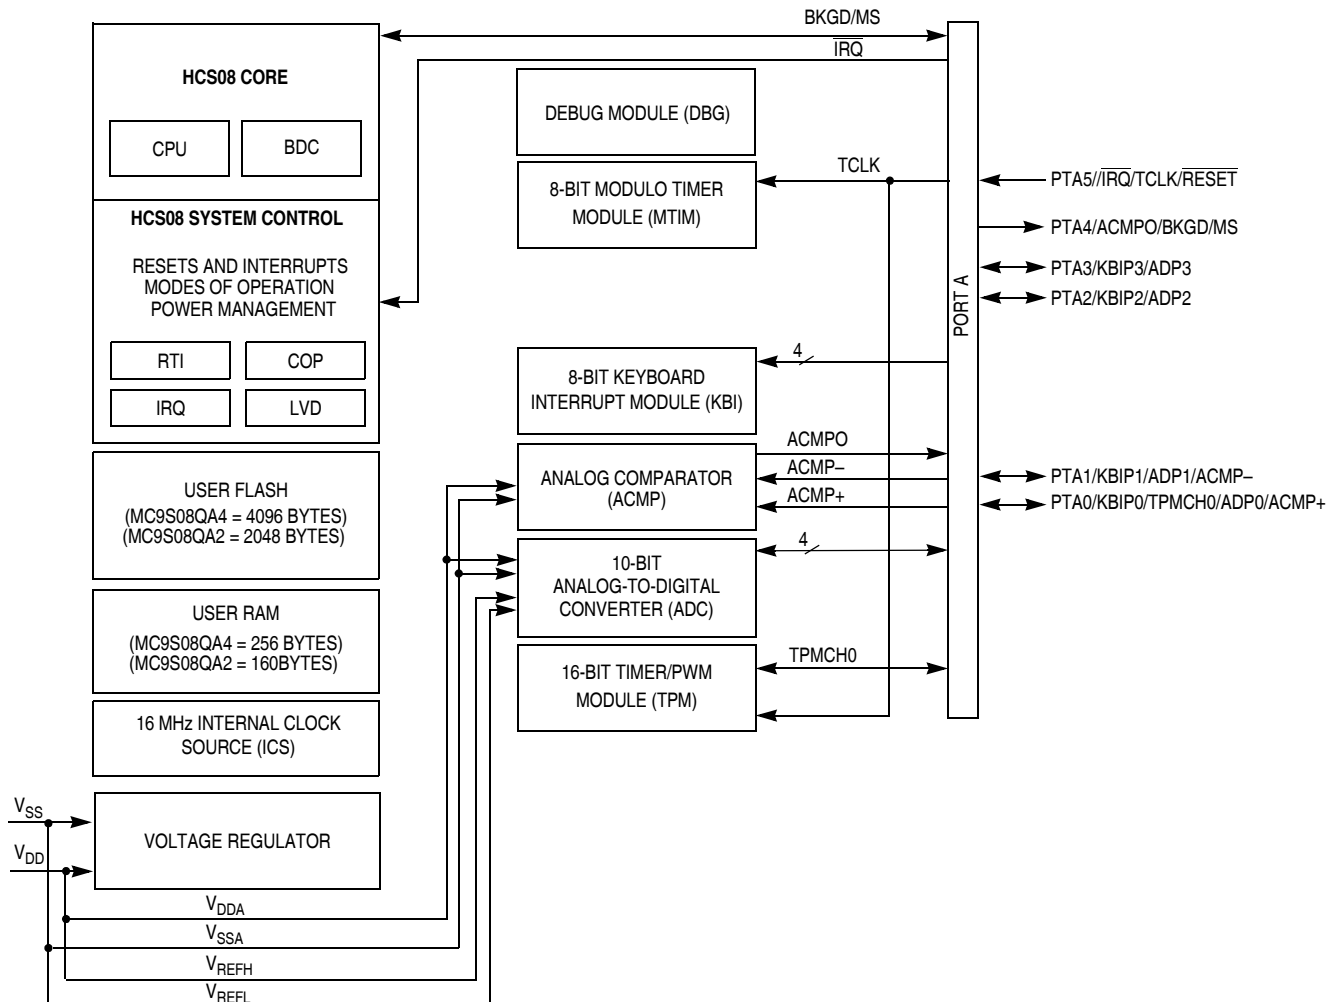 BKGD/MS
IRQ
HCS08 CORE
CPU
BDC
DEBUG MODULE (DBG)
8-BIT MODULO TIMER
MODULE (MTIM)
TCLK
HCS08 SYSTEM CONTROL
RESETS AND INTERRUPTS
MODES OF OPERATION
POWER MANAGEMENT
RTI
COP
IRQ
LVD
8-BIT KEYBOARD
INTERRUPT MODULE (KBI)
4
PORT A
PTA5//IRQ/TCLK/RESET
PTA4/ACMPO/BKGD/MS
PTA3/KBIP3/ADP3
PTA2/KBIP2/ADP2
PTA1/KBIP1/ADP1/ACMP–
PTA0/KBIP0/TPMCH0/ADP0/ACMP+
USER FLASH
(MC9S08QA4 = 4096 BYTES)
(MC9S08QA2 = 2048 BYTES)
ANALOG COMPARATOR
(ACMP)
ACMPO
ACMP–
ACMP+
10-BIT
ANALOG-TO-DIGITAL
CONVERTER (ADC)
4
USER RAM
(MC9S08QA4 = 256 BYTES)
(MC9S08QA2 = 160BYTES)
16-BIT TIMER/PWM
MODULE (TPM)
TPMCH0
16 MHz INTERNAL CLOCK
SOURCE (ICS)
VSS
VDD
VOLTAGE REGULATOR
VDDA
VSSA
VREFH
VREFL